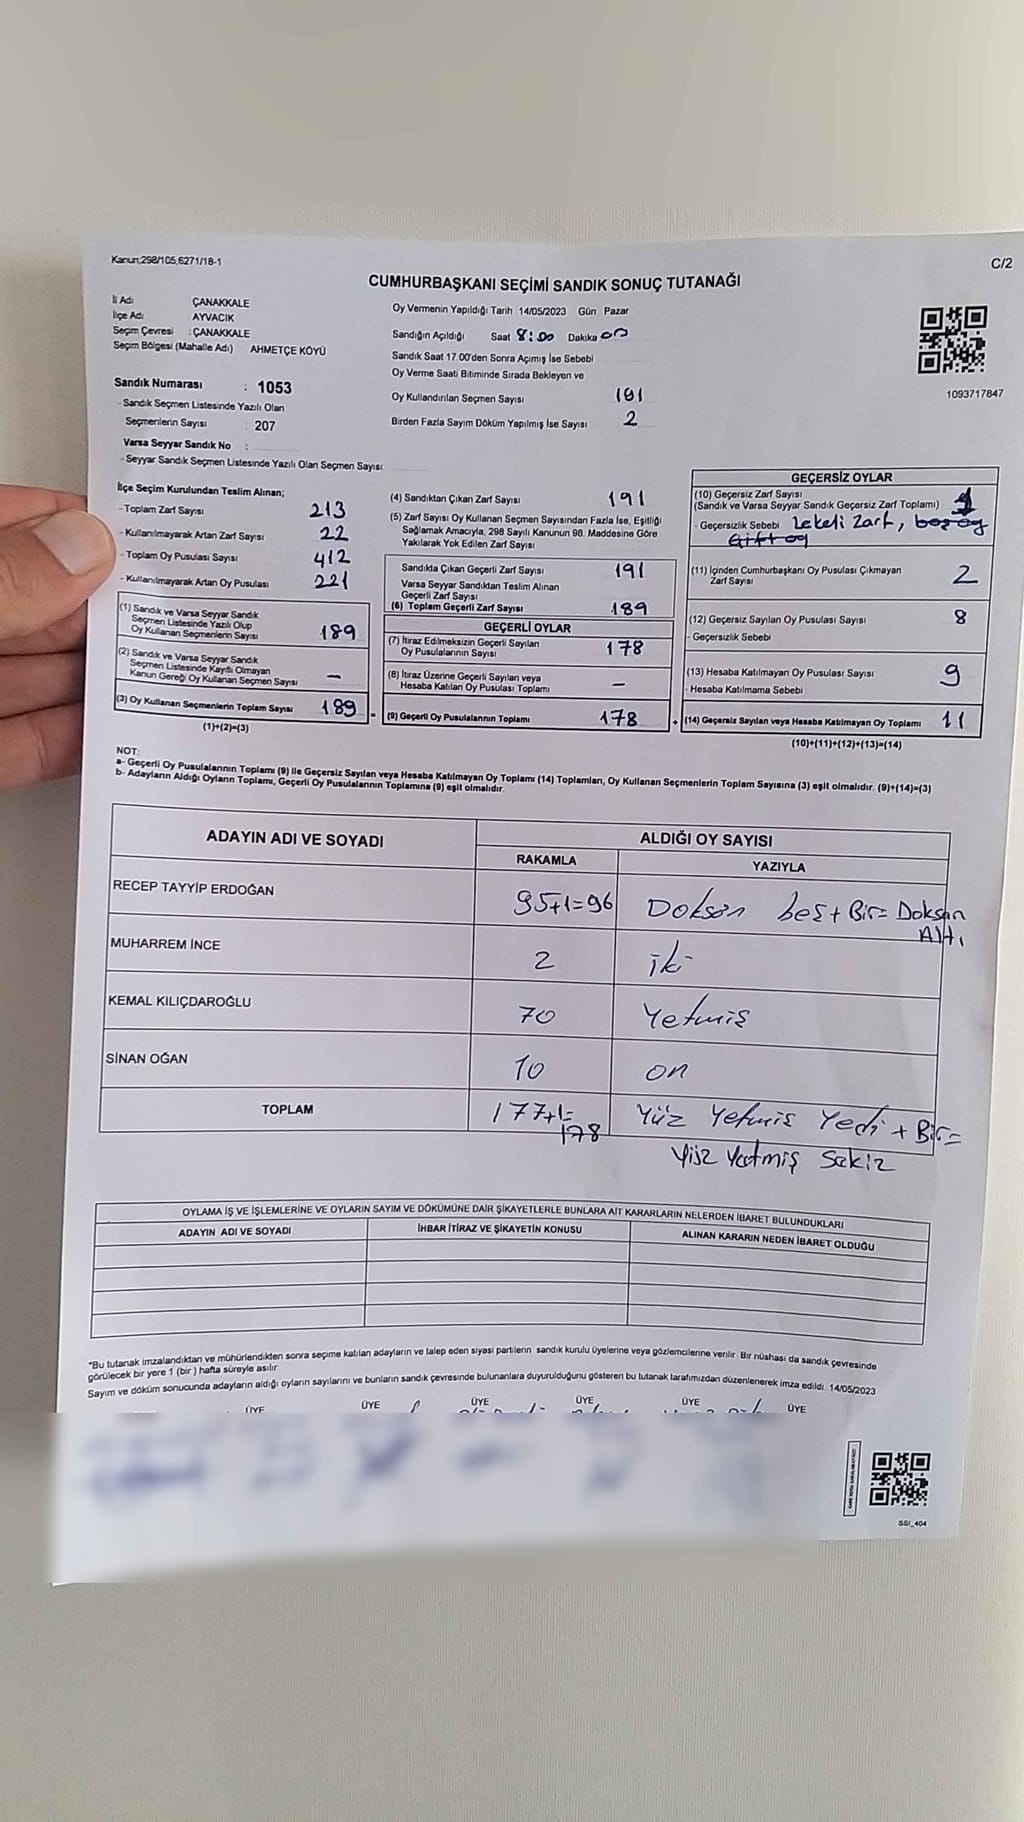 Kanun;298/105,6271/18-1
C/2
CUMHURBAŞKANI SEÇİMİ SANDIK SONUÇ TUTANAĞI
İl Adı ÇANAKKALE
İlçe Adı AYVACIK
Seçim Çevresi : ÇANAKKALE
Seçim Bölgesi (Mahalle Adı) AHMETÇE KÖYÜ
Sandık Numarası : 1053
- Sandık Seçmen Listesinde Yazılı Olan
Seçmenlerin Sayısı : 207
Varsa Seyyar Sandık No :
- Seyyar Sandık Seçmen Listesinde Yazılı Olan Seçmen Sayısı
Oy Vermenin Yapıldığı Tarih 14/05/2023 Gün Pazar
Sandığın Açıldığı Saat 8:00 Dakika 00
Sandık Saat 17.00'den Sonra Açımış İse Sebebi
Oy Verme Saati Bitiminde Sırada Bekleyen ve
Oy Kullandırılan Seçmen Sayısı 191
Birden Fazla Sayım Döküm Yapılmış İse Sayısı 2
1093717847
İlçe Seçim Kurulundan Teslim Alınan;
- Toplam Zarf Sayısı 213
- Kullanılmayarak Artan Zarf Sayısı 22
- Toplam Oy Pusulası Sayısı 412
- Kullanılmayarak Artan Oy Pusulası 221
(1) Sandık ve Varsa Seyyar Sandık
Seçmen Listesinde Yazılı Olup
Oy Kullanan Seçmenlerin Sayısı 189
(2) Sandık ve Varsa Seyyar Sandık
Seçmen Listesinde Kayıtlı Olmayan
Kanun Gereği Oy Kullanan Seçmen Sayısı –
(3) Oy Kullanan Seçmenlerin Toplam Sayısı 189 =
(1)+(2)=(3)
(4) Sandıktan Çıkan Zarf Sayısı 191
(5) Zarf Sayısı Oy Kullanan Seçmen Sayısından Fazla İse, Eşitliği
Sağlamak Amacıyla, 298 Sayılı Kanunun 98. Maddesine Göre
Yakılarak Yok Edilen Zarf Sayısı
Sandıkta Çıkan Geçerli Zarf Sayısı 191
Varsa Seyyar Sandıktan Teslim Alınan
Geçerli Zarf Sayısı
(6) Toplam Geçerli Zarf Sayısı 189
GEÇERLİ OYLAR
(7) İtiraz Edilmeksizin Geçerli Sayılan
Oy Pusulalarının Sayısı 178
(8) İtiraz Üzerine Geçerli Sayılan veya
Hesaba Katılan Oy Pusulası Toplamı –
(9) Geçerli Oy Pusulalarının Toplamı 178 +
GEÇERSİZ OYLAR
(10) Geçersiz Zarf Sayısı
(Sandık ve Varsa Seyyar Sandık Geçersiz Zarf Toplamı)
- Geçersizlik Sebebi Lekeli Zarf, boş oy
Çift oy
(11) İçinden Cumhurbaşkanı Oy Pusulası Çıkmayan
Zarf Sayısı 2
(12) Geçersiz Sayılan Oy Pusulası Sayısı 8
- Geçersizlik Sebebi
(13) Hesaba Katılmayan Oy Pusulası Sayısı 9
- Hesaba Katılmama Sebebi
(14) Geçersiz Sayılan veya Hesaba Katılmayan Oy Toplamı 11
(10)+(11)+(12)+(13)=(14)
NOT:
a- Geçerli Oy Pusulalarının Toplamı (9) ile Geçersiz Sayılan veya Hesaba Katılmayan Oy Toplamı (14) Toplamları, Oy Kullanan Seçmenlerin Toplam Sayısına (3) eşit olmalıdır. (9)+(14)=(3)
b- Adayların Aldığı Oyların Toplamı, Geçerli Oy Pusulalarının Toplamına (9) eşit olmalıdır.
ADAYIN ADI VE SOYADI
ALDIĞI OY SAYISI
RAKAMLA YAZIYLA
RECEP TAYYİP ERDOĞAN 95+1=96 Doksan beş + Bir = Doksan
Altı
MUHARREM İNCE 2 iki
KEMAL KILIÇDAROĞLU 70 Yetmiş
SİNAN OĞAN 10 on
TOPLAM 177+1= Yüz Yetmiş Yedi + Bir =
178 Yüz Yetmiş Sekiz
OYLAMA İŞ VE İŞLEMLERİNE VE OYLARIN SAYIM VE DÖKÜMÜNE DAİR ŞİKAYETLERLE BUNLARA AİT KARARLARIN NELERDEN İBARET BULUNDUKLARI
ADAYIN ADI VE SOYADI İHBAR İTİRAZ VE ŞİKAYETİN KONUSU ALINAN KARARIN NEDEN İBARET OLDUĞU
*Bu tutanak imzalandıktan ve mühürlendikten sonra seçime katılan adayların ve talep eden siyasi partilerin sandık kurulu üyelerine veya gözlemcilerine verilir. Bir nüshası da sandık çevresinde
görülecek bir yere 1 (bir) hafta süreyle asılır.
Sayım ve döküm sonucunda adayların aldığı oyların sayılarını ve bunların sandık çevresinde bulunanlara duyurulduğunu gösteren bu tutanak tarafımızdan düzenlenerek imza edildi. 14/05/2023
ÜYE ÜYE ÜYE ÜYE ÜYE ÜYE
SSI_404